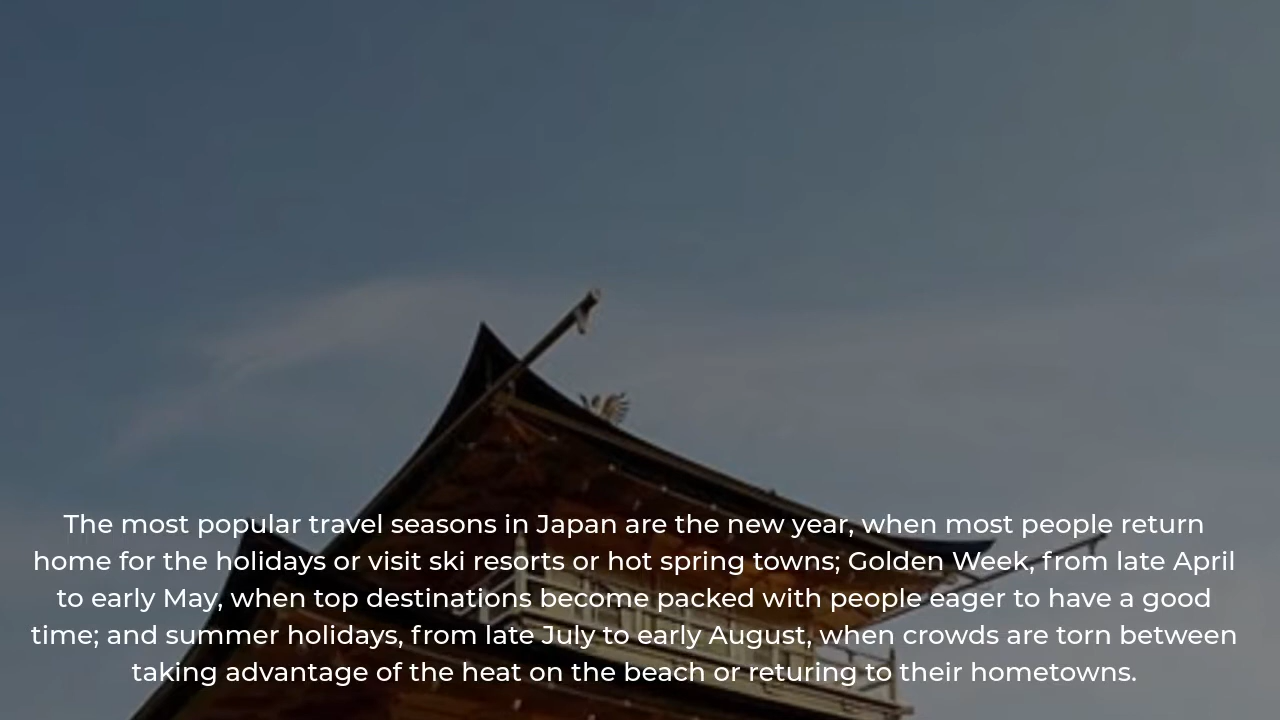 The most popular travel seasons in Japan are the new year, when most people return
home for the holidays or visit ski resorts or hot spring towns; Golden Week, from late April
to early May, when top destinations become packed with people eager to have a good
time; and summer holidays, from late July to early August, when crowds are torn between
taking advantage of the heat on the beach or returing to their hometowns.